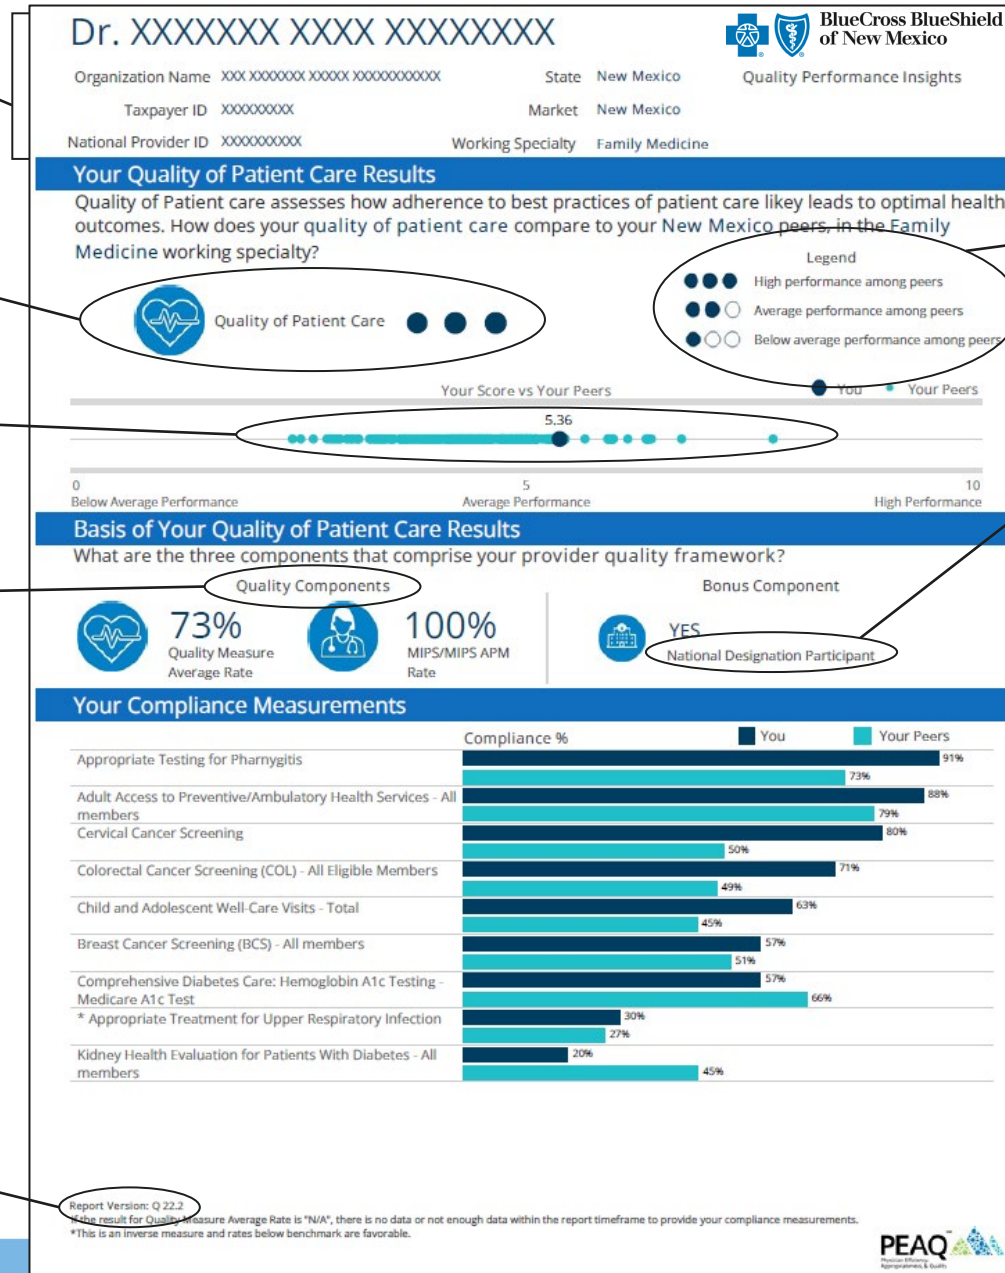 Dr. XXXXXXX XXXX XXXXXXXX
BlueCross BlueShield
of New Mexico
Organization Name XXX XXXXXXX XXXXX XXXXXXXXXXX
State New Mexico
Quality Performance Insights
Taxpayer ID XXXXXXXXX
Market New Mexico
National Provider ID XXXXXXXXXX
Working Specialty Family Medicine
Your Quality of Patient Care Results
Quality of Patient care assesses how adherence to best practices of patient care likey leads to optimal health
outcomes. How does your quality of patient care compare to your New Mexico peers, in the Family
Medicine working specialty?
Legend
High performance among peers
Average performance among peers
Below average performance among peers
Quality of Patient Care
Your Score vs Your Peers
You
Your Peers
5.36
0
5
10
Below Average Performance
Average Performance
High Performance
Basis of Your Quality of Patient Care Results
What are the three components that comprise your provider quality framework?
Quality Components
Bonus Component
73%
Quality Measure
Average Rate
100%
MIPS/MIPS APM
Rate
YES
National Designation Participant
Your Compliance Measurements
Compliance %
You
Your Peers
Appropriate Testing for Pharnygitis
91%
73%
Adult Access to Preventive/Ambulatory Health Services - All
members
88%
79%
Cervical Cancer Screening
80%
50%
Colorectal Cancer Screening (COL) - All Eligible Members
71%
49%
Child and Adolescent Well-Care Visits - Total
63%
45%
Breast Cancer Screening (BCS) - All members
57%
51%
Comprehensive Diabetes Care: Hemoglobin A1c Testing -
Medicare A1c Test
57%
66%
* Appropriate Treatment for Upper Respiratory Infection
30%
27%
Kidney Health Evaluation for Patients With Diabetes - All
members
20%
45%
Report Version: Q 22.2
If the result for Quality Measure Average Rate is "N/A", there is no data or not enough data within the report timeframe to provide your compliance measurements.
*This is an inverse measure and rates below benchmark are favorable.
PEAQ
Physician Efficiency,
Appropriateness, & Quality